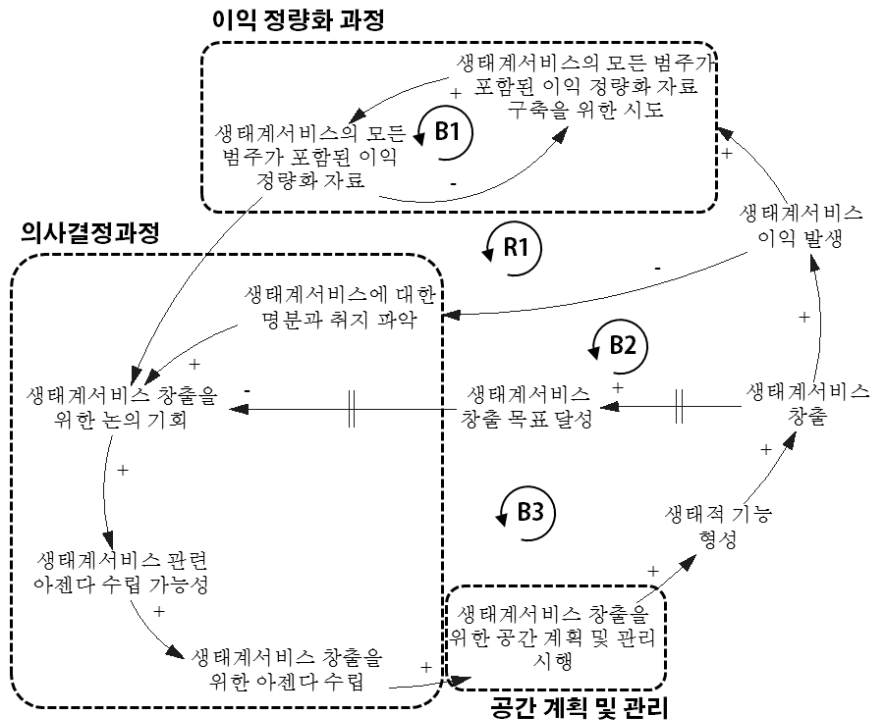 이익 정량화 과정
생태계서비스의 모든 범주가
포함된 이익 정량화 자료
구축을 위한 시도
+
B1
생태계서비스의 모든
범주가 포함된 이익
정량화 자료
-
+
생태계서비스
이익 발생
의사결정과정
R1
-
생태계서비스에 대한
명분과 취지 파악
+
B2
+
생태계서비스 창출을
위한 논의 기회
-
생태계서비스
창출 목표 달성
+
생태계서비스
창출
+
+
B3
생태적 기능
형성
생태계서비스 관련
아젠다 수립 가능성
+
+
생태계서비스 창출을
위한 공간 계획 및 관리
시행
생태계서비스 창출을
위한 아젠다 수립
+
공간 계획 및 관리